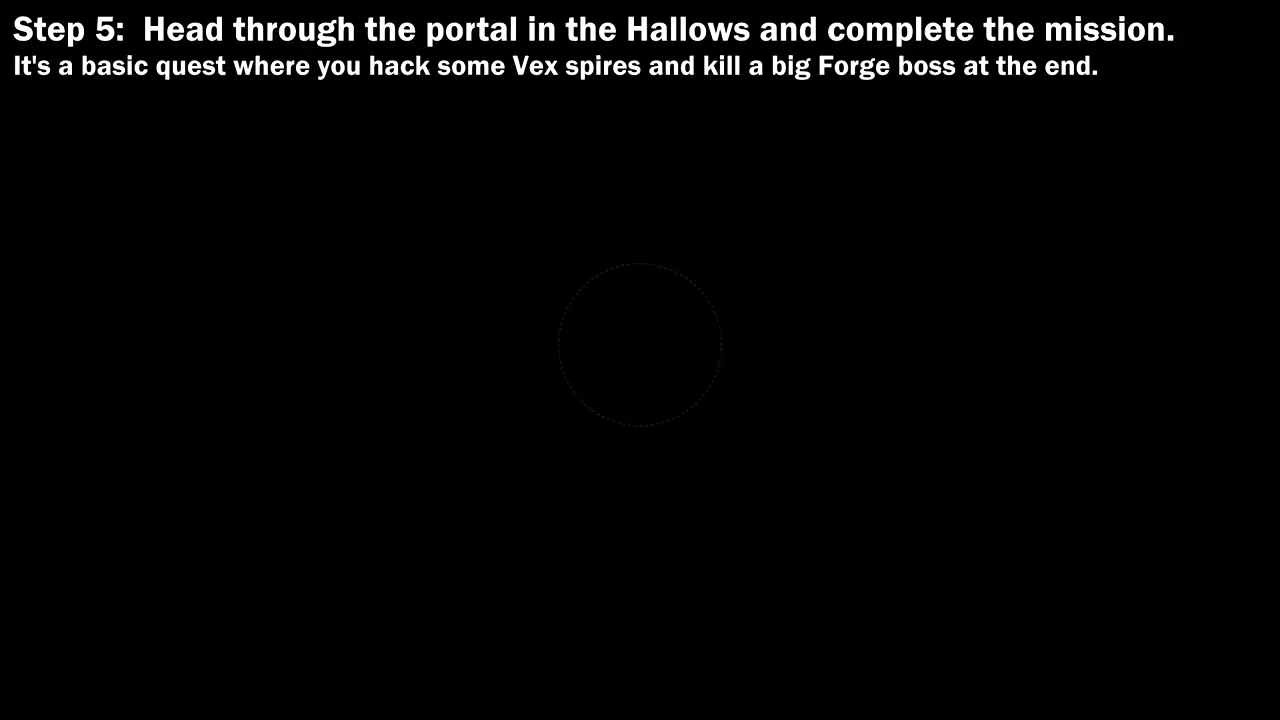 Step 5:  Head through the portal in the Hallows and complete the mission.
It's a basic quest where you hack some Vex spires and kill a big Forge boss at the end.